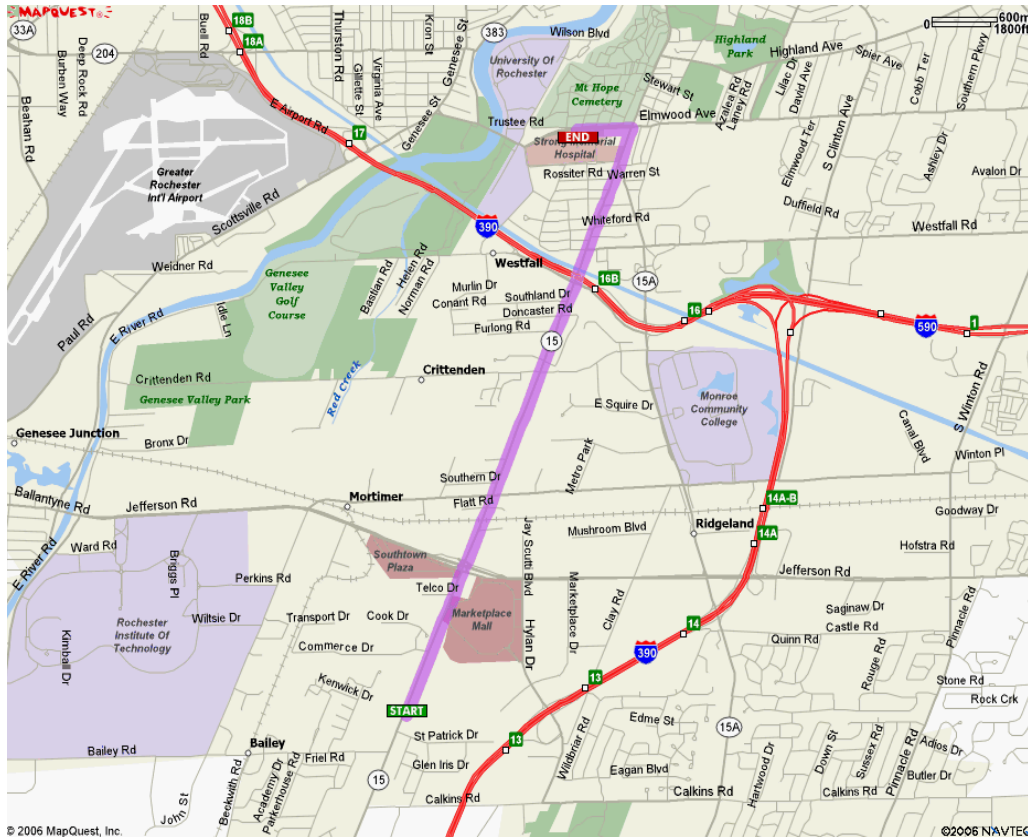 MAPQUEST
33A
Buell Rd
18B
18A
Thurston Rd
Kron St
Genesee St
383
Wilson Blvd
600m
1800ft
204
Deep Rock Rd
Burben Way
Beahan Rd
Gillette St
Virginia Ave
University Of
Rochester
Highland
Park
Highland Ave
Spier Ave
Cobb Ter
Southern Pkwy
E Airport Rd
17
Genesee St
Mt Hope
Cemetery
Stewart St
Azalea Rd
Laney Rd
Lilac Dr
David Ave
Trustee Rd
Elmwood Ave
END
Strong Memorial
Hospital
Elmwood Ter
S Clinton Ave
Ashley Dr
Avalon Dr
Greater
Rochester
Int'l Airport
Rossiter Rd
Warren St
Scottsville Rd
Duffield Rd
390
Whiteford Rd
Westfall Rd
Weidner Rd
Westfall
Genesee
Valley
Golf
Course
Bastian Rd
Helen Rd
Norman Rd
16B
15A
Murlin Dr
Conant Rd
Southland Dr
Doncaster Rd
Furlong Rd
16
590
1
Idle Ln
Paul Rd
E River Rd
15
Crittenden Rd
Crittenden
Genesee Valley Park
Red Creek
Monroe
Community
College
E Squire Dr
S Winton Rd
Canal Blvd
Genesee Junction
Bronx Dr
Metro Park
Winton Pl
Southern Dr
Ballantyne Rd
Jefferson Rd
Mortimer
Flatt Rd
14A-B
Goodway Dr
Jay Scutti Blvd
Mushroom Blvd
Ridgeland
14A
Hofstra Rd
Ward Rd
Briggs Pl
Southtown
Plaza
E River Rd
Perkins Rd
Telco Dr
Marketplace Dr
Clay Rd
Jefferson Rd
Rochester
Institute Of
Technology
Wiltsie Dr
Transport Dr
Cook Dr
Marketplace
Mall
Hylan Dr
Saginaw Dr
Castle Rd
Pinnacle Rd
Kimball Dr
Commerce Dr
14
Quinn Rd
390
Rouge Rd
Kenwick Dr
13
Stone Rd
Rock Crk
START
Edme St
15A
Bailey Rd
Bailey
St Patrick Dr
13
Wildbriar Rd
Hartwood Dr
Down St
Sussex Rd
Pinnacle Rd
Adios Dr
Friel Rd
Glen Iris Dr
Eagan Blvd
Butler Dr
15
John St
Beckwith Rd
Academy Dr
Parkerhouse Rd
Calkins Rd
Calkins Rd
Calkins Rd
© 2006 MapQuest, Inc.
©2006 NAVTEQ